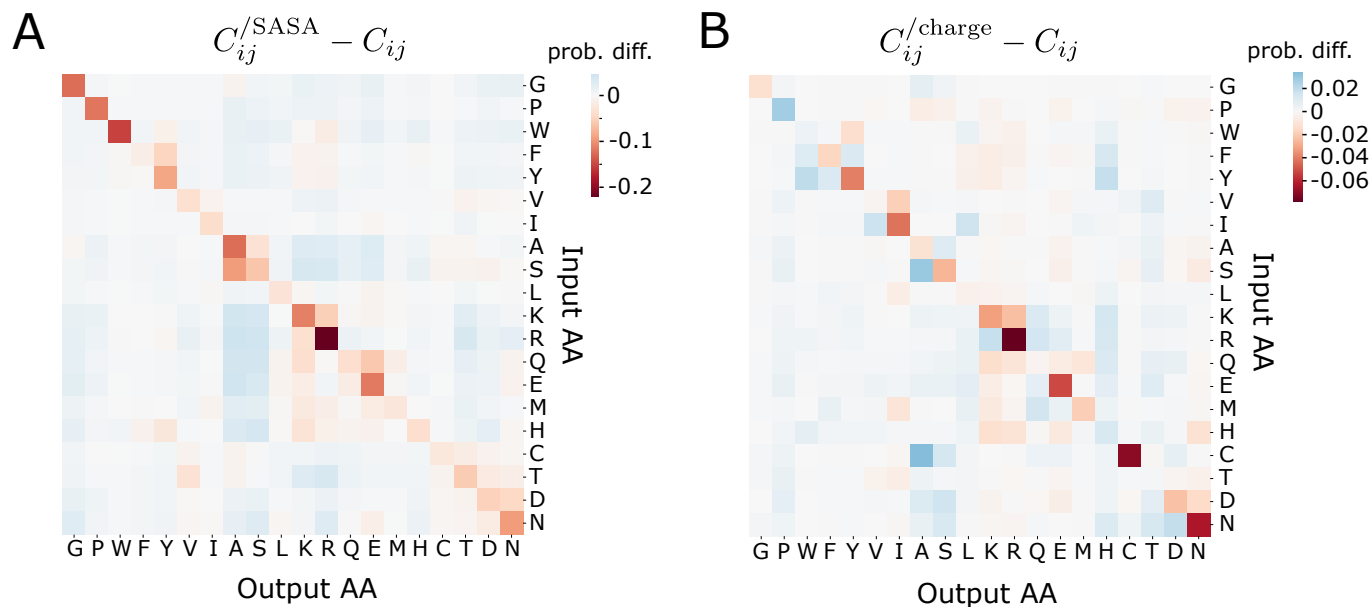 A
C_{ij}^{/SASA} − C_{ij}
prob. diff.
0
-0.1
-0.2
G
P
W
F
Y
V
I
A
S
L
K
R
Q
E
M
H
C
T
D
N
Input AA
G P W F Y V I A S L K R Q E M H C T D N
Output AA
B
C_{ij}^{/charge} − C_{ij}
prob. diff.
0.02
0
-0.02
-0.04
-0.06
G
P
W
F
Y
V
I
A
S
L
K
R
Q
E
M
H
C
T
D
N
Input AA
G P W F Y V I A S L K R Q E M H C T D N
Output AA